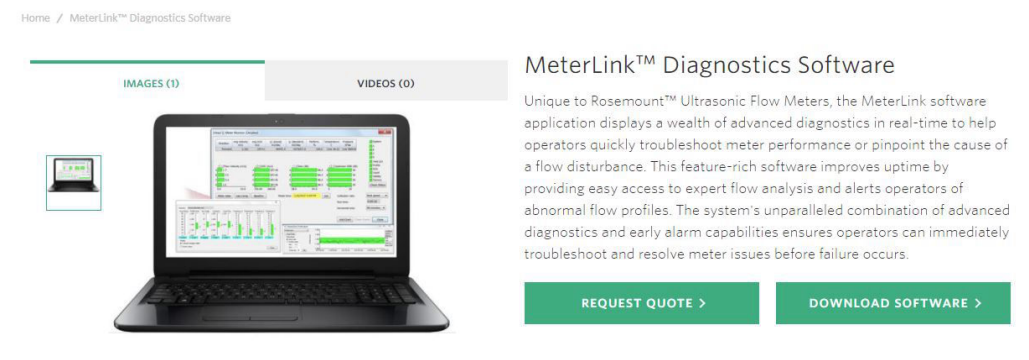 Home / MeterLink™ Diagnostics Software
IMAGES (1)
VIDEOS (0)
MeterLink™ Diagnostics Software
Unique to Rosemount™ Ultrasonic Flow Meters, the MeterLink software
application displays a wealth of advanced diagnostics in real-time to help
operators quickly troubleshoot meter performance or pinpoint the cause of
a flow disturbance. This feature-rich software improves uptime by
providing easy access to expert flow analysis and alerts operators of
abnormal flow profiles. The system's unparalleled combination of advanced
diagnostics and early alarm capabilities ensures operators can immediately
troubleshoot and resolve meter issues before failure occurs.
REQUEST QUOTE >
DOWNLOAD SOFTWARE >